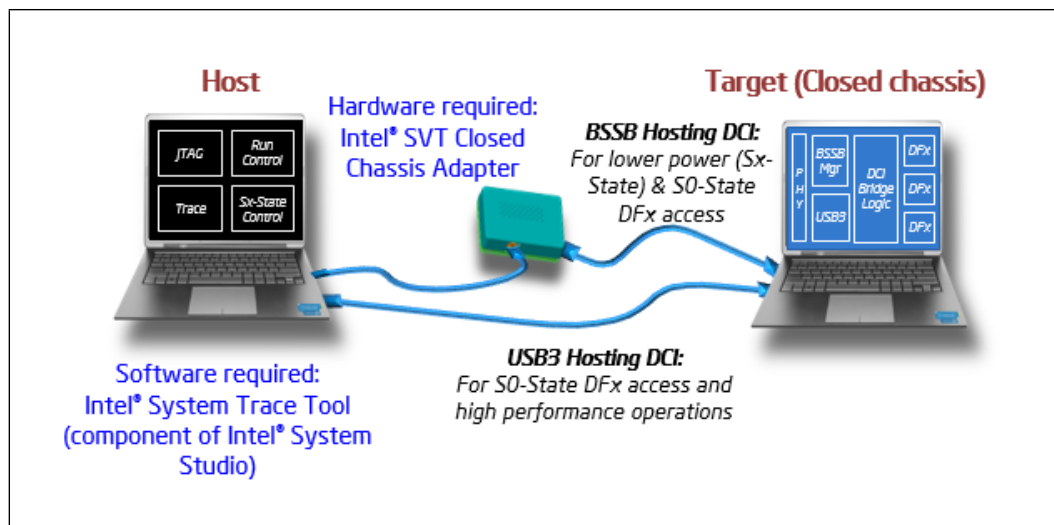 Host
Target (Closed chassis)
Hardware required:
Intel® SVT Closed
Chassis Adapter
BSSB Hosting DCI:
For lower power (Sx-
State) & S0-State
DFx access
JTAG
Run
Control
Trace
Sx-State
Control
P
H
Y
BSSB
Mgr
USB3
DCI
Bridge
Logic
DFx
DFx
DFx
USB3 Hosting DCI:
For S0-State DFx access and
high performance operations
Software required:
Intel® System Trace Tool
(component of Intel® System
Studio)